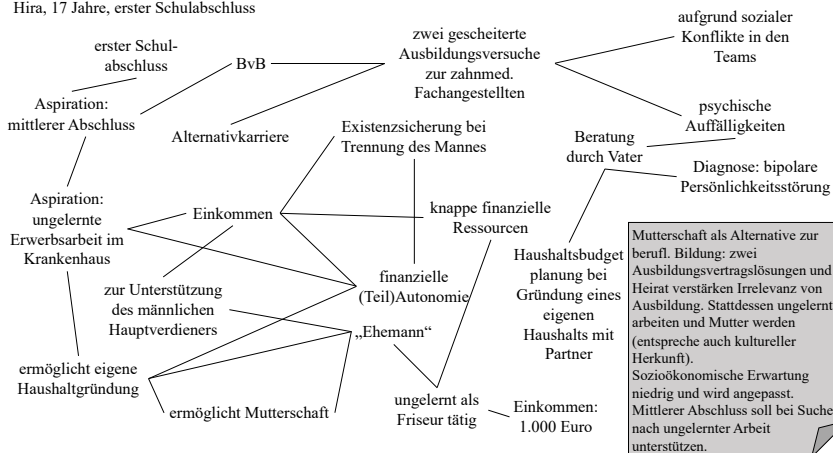 Hira, 17 Jahre, erster Schulabschluss
erster Schul-
abschluss
BvB
zwei gescheiterte
Ausbildungsversuche
zur zahnmed.
Fachangestellten
aufgrund sozialer
Konflikte in den
Teams
Aspiration:
mittlerer Abschluss
Alternativkarriere
Existenzsicherung bei
Trennung des Mannes
Beratung
durch Vater
psychische
Auffälligkeiten
Diagnose: bipolare
Persönlichkeitsstörung
Aspiration:
ungelernte
Erwerbsarbeit im
Krankenhaus
Einkommen
knappe finanzielle
Ressourcen
zur Unterstützung
des männlichen
Hauptverdieners
finanzielle
(Teil)Autonomie
Haushaltsbudget
planung bei
Gründung eines
eigenen
Haushalts mit
Partner
„Ehemann“
ermöglicht eigene
Haushaltgründung
ermöglicht Mutterschaft
ungelernt als
Friseur tätig
Einkommen:
1.000 Euro
Mutterschaft als Alternative zur
berufl. Bildung: zwei
Ausbildungsvertragslösungen und
Heirat verstärken Irrelevanz von
Ausbildung. Stattdessen ungelernt
arbeiten und Mutter werden
(entspreche auch kultureller
Herkunft).
Sozioökonomische Erwartung
niedrig und wird angepasst.
Mittlerer Abschluss soll bei Suche
nach ungelernter Arbeit
unterstützen.